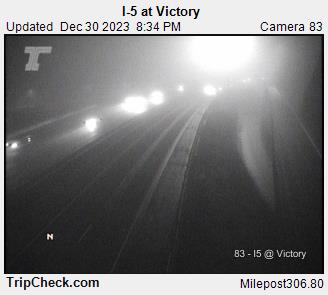 I-5 at Victory
Updated Dec 30 2023 8:34 PM Camera 83
T
N
83 - I5 @ Victory
TripCheck.com Milepost306.80